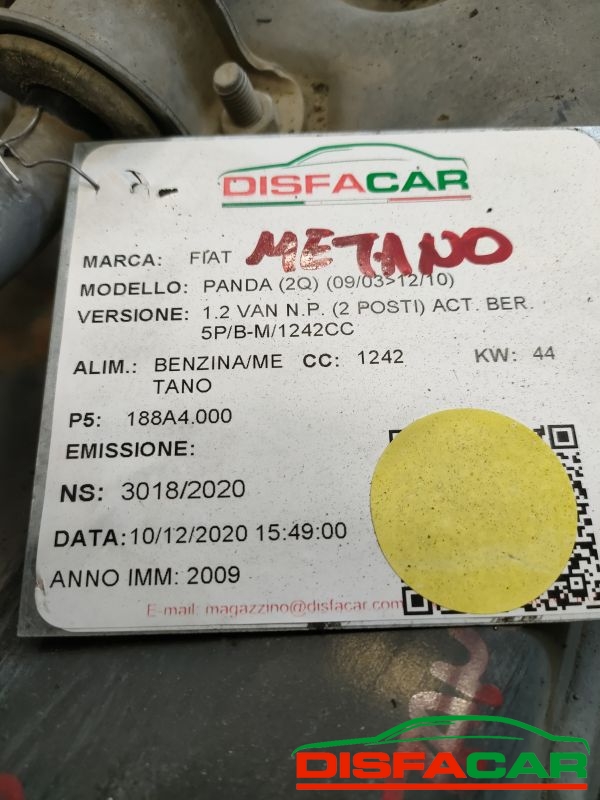 DISFACAR
MARCA: FIAT METANO
MODELLO: PANDA (2Q) (09/03>12/10)
VERSIONE: 1.2 VAN N.P. (2 POSTI) ACT. BER.
5P/B-M/1242CC
ALIM.: BENZINA/ME CC: 1242 KW: 44
TANO
P5: 188A4.000
EMISSIONE:
NS: 3018/2020
DATA:10/12/2020 15:49:00
ANNO IMM: 2009
E-mail: magazzino@disfacar.com
DISFACAR